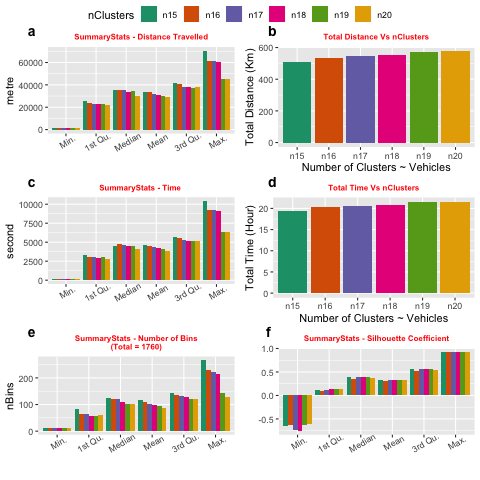 nClusters n15 n16 n17 n18 n19 n20
a
SummaryStats - Distance Travelled
metre
60000
40000
20000
0
Min. 1st Qu. Median Mean 3rd Qu. Max.
b
Total Distance Vs nClusters
Total Distance (Km)
600
400
200
0
n15 n16 n17 n18 n19 n20
Number of Clusters ~ Vehicles
c
SummaryStats - Time
second
10000
7500
5000
2500
0
Min. 1st Qu. Median Mean 3rd Qu. Max.
d
Total Time Vs nClusters
Total Time (Hour)
20
15
10
5
0
n15 n16 n17 n18 n19 n20
Number of Clusters ~ Vehicles
e
SummaryStats - Number of Bins
(Total = 1760)
nBins
200
100
0
Min. 1st Qu. Median Mean 3rd Qu. Max.
f
SummaryStats - Silhouette Coefficient
1.0
0.5
0.0
-0.5
Min. 1st Qu. Median Mean 3rd Qu. Max.